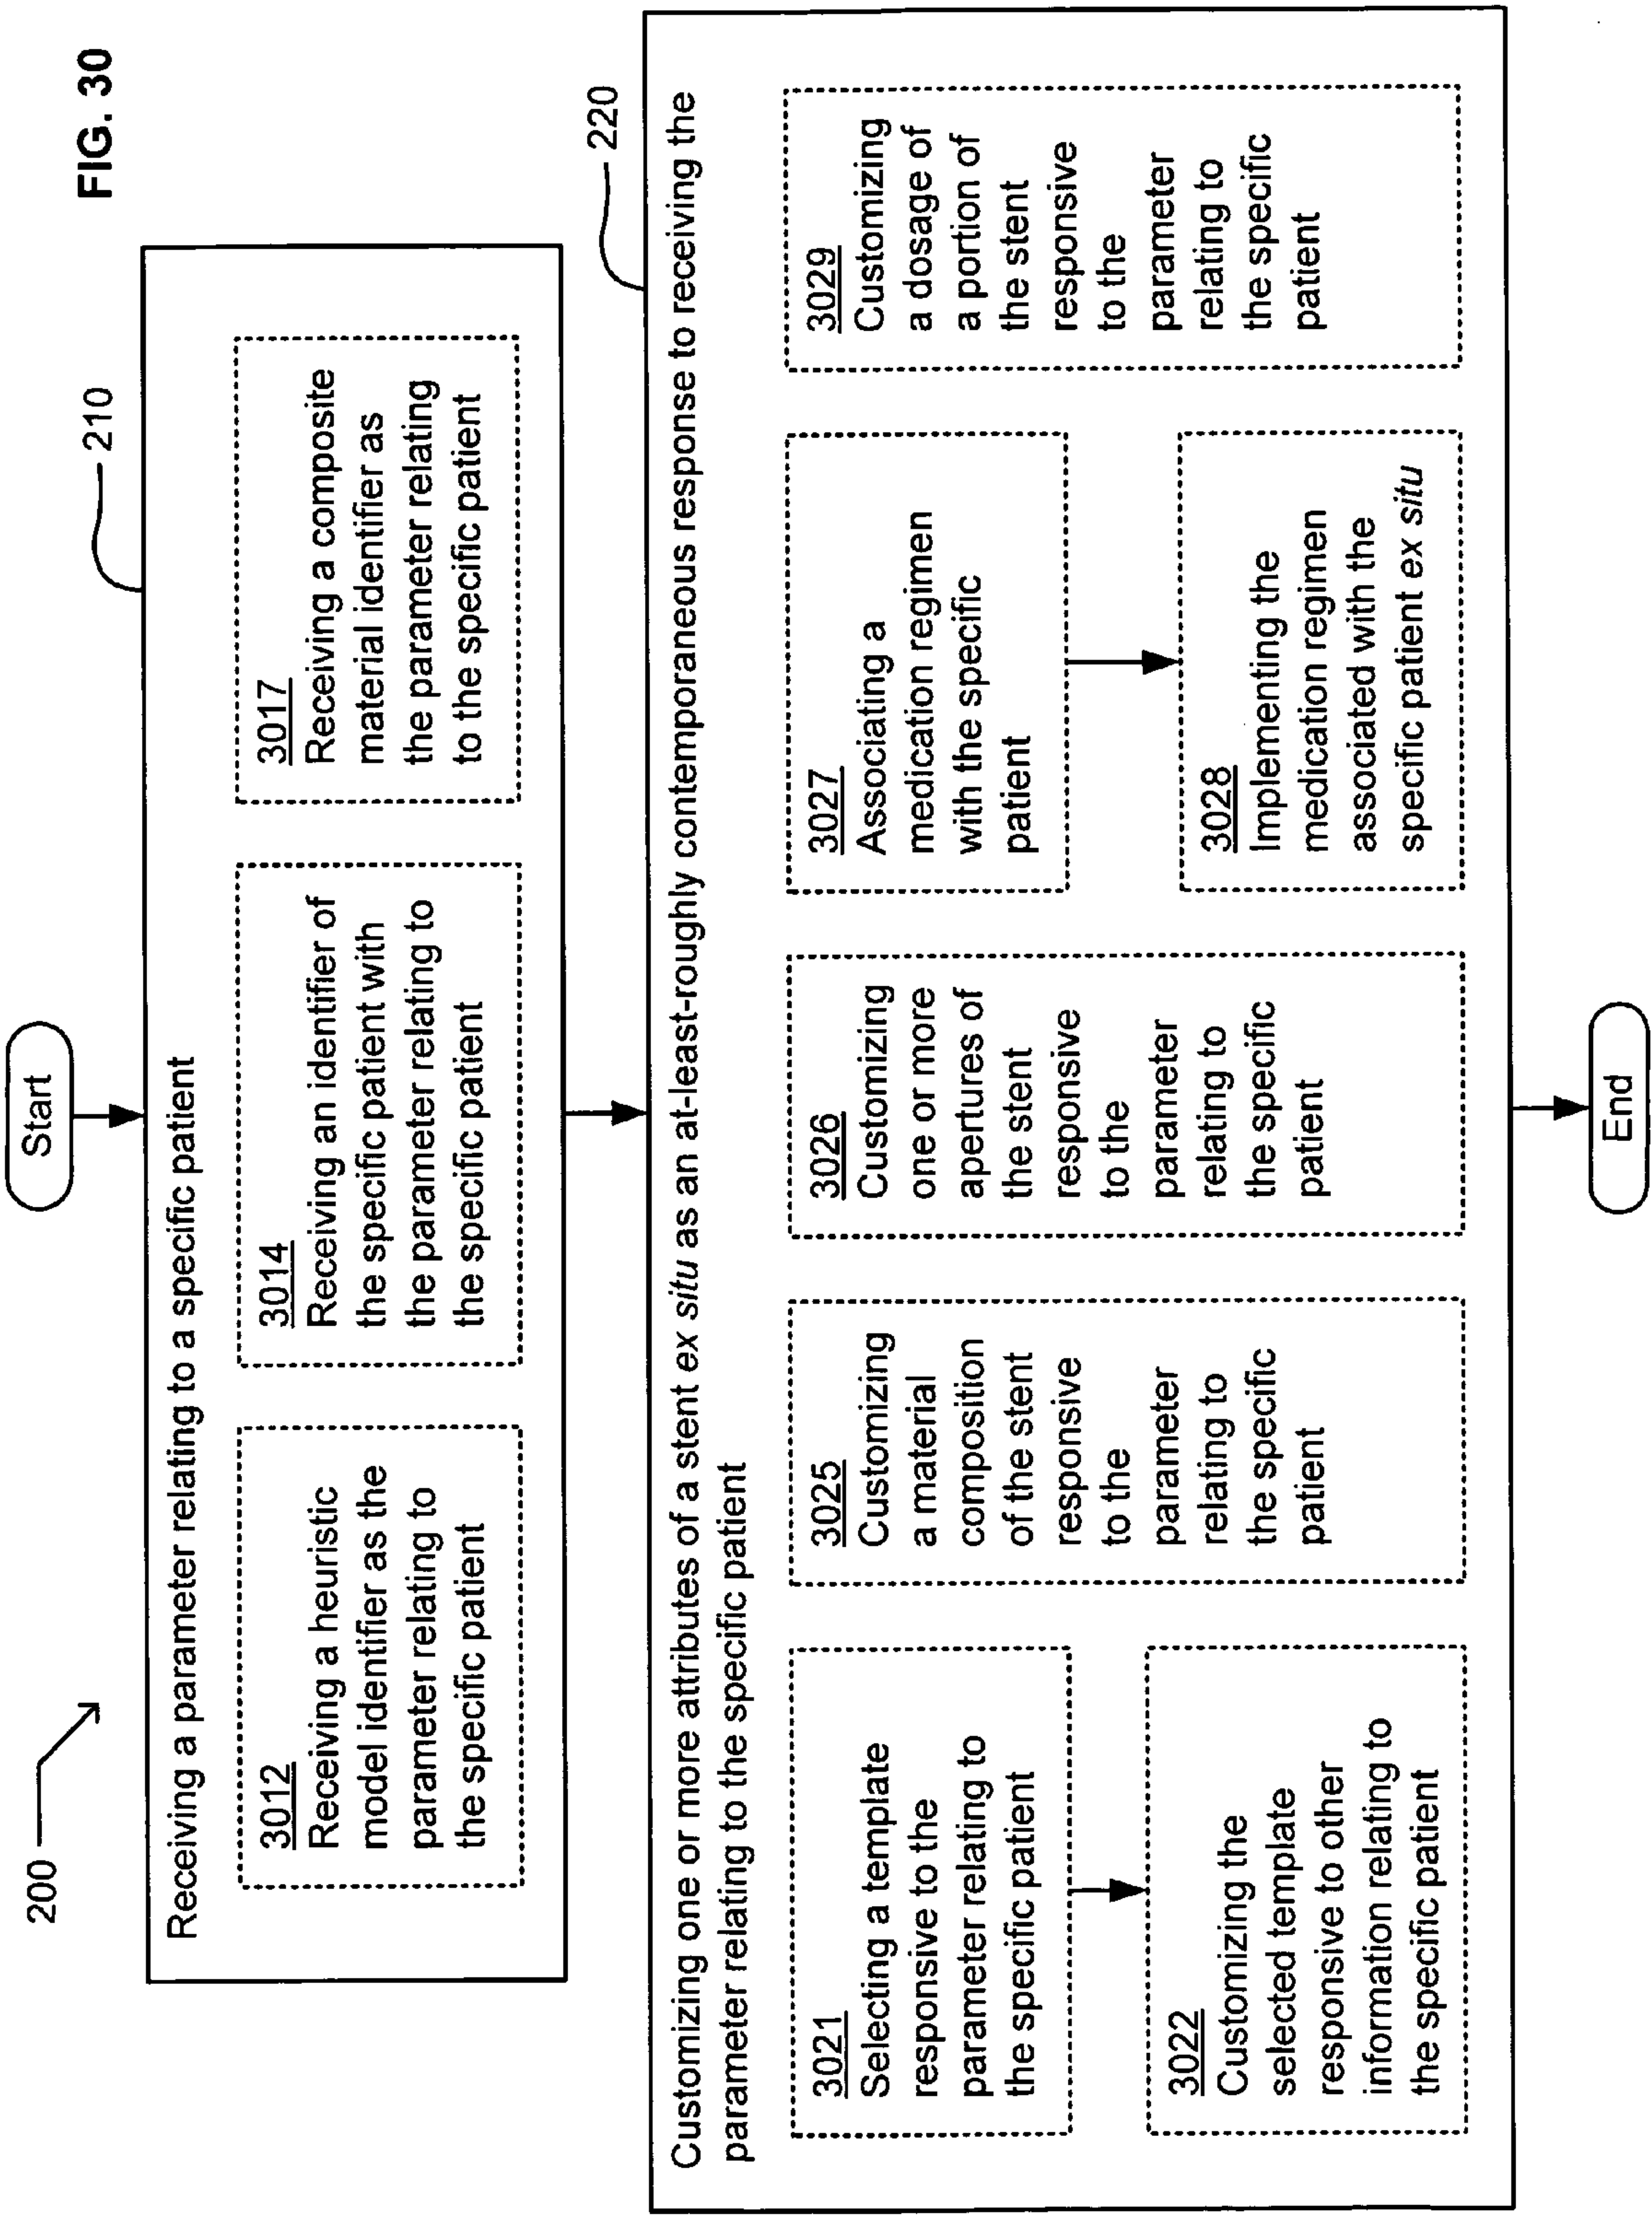 FIG. 30
200
Start
210
Receiving a parameter relating to a specific patient
3012
Receiving a heuristic
model identifier as the
parameter relating to
the specific patient
3014
Receiving an identifier of
the specific patient with
the parameter relating to
the specific patient
3017
Receiving a composite
material identifier as
the parameter relating
to the specific patient
220
Customizing one or more attributes of a stent ex situ as an at-least-roughly contemporaneous response to receiving the
parameter relating to the specific patient
3021
Selecting a template
responsive to the
parameter relating to
the specific patient
3022
Customizing the
selected template
responsive to other
information relating to
the specific patient
3025
Customizing
a material
composition
of the stent
responsive
to the
parameter
relating to
the specific
patient
3026
Customizing
one or more
apertures of
the stent
responsive
to the
parameter
relating to
the specific
patient
3027
Associating a
medication regimen
with the specific
patient
3028
Implementing the
medication regimen
associated with the
specific patient ex situ
3029
Customizing
a dosage of
a portion of
the stent
responsive
to the
parameter
relating to
the specific
patient
End